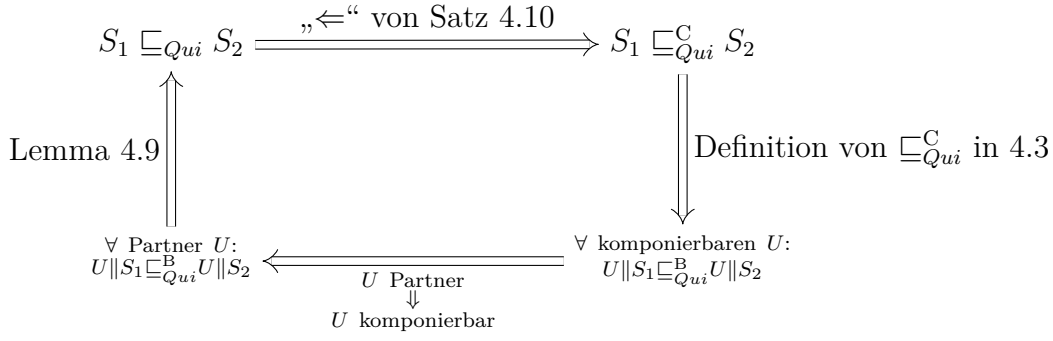 „⇐“ von Satz 4.10
S₁ ⊑_Qui S₂
S₁ ⊑^C_Qui S₂
Lemma 4.9
Definition von ⊑^C_Qui in 4.3
∀ Partner U:
U∥S₁⊑^B_Qui U∥S₂
∀ komponierbaren U:
U∥S₁⊑^B_Qui U∥S₂
U Partner
⇓
U komponierbar